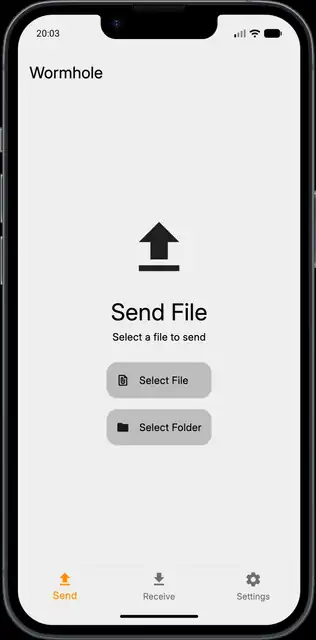 20:03
Wormhole
Send File
Select a file to send
Select File
Select Folder
Send
Receive
Settings